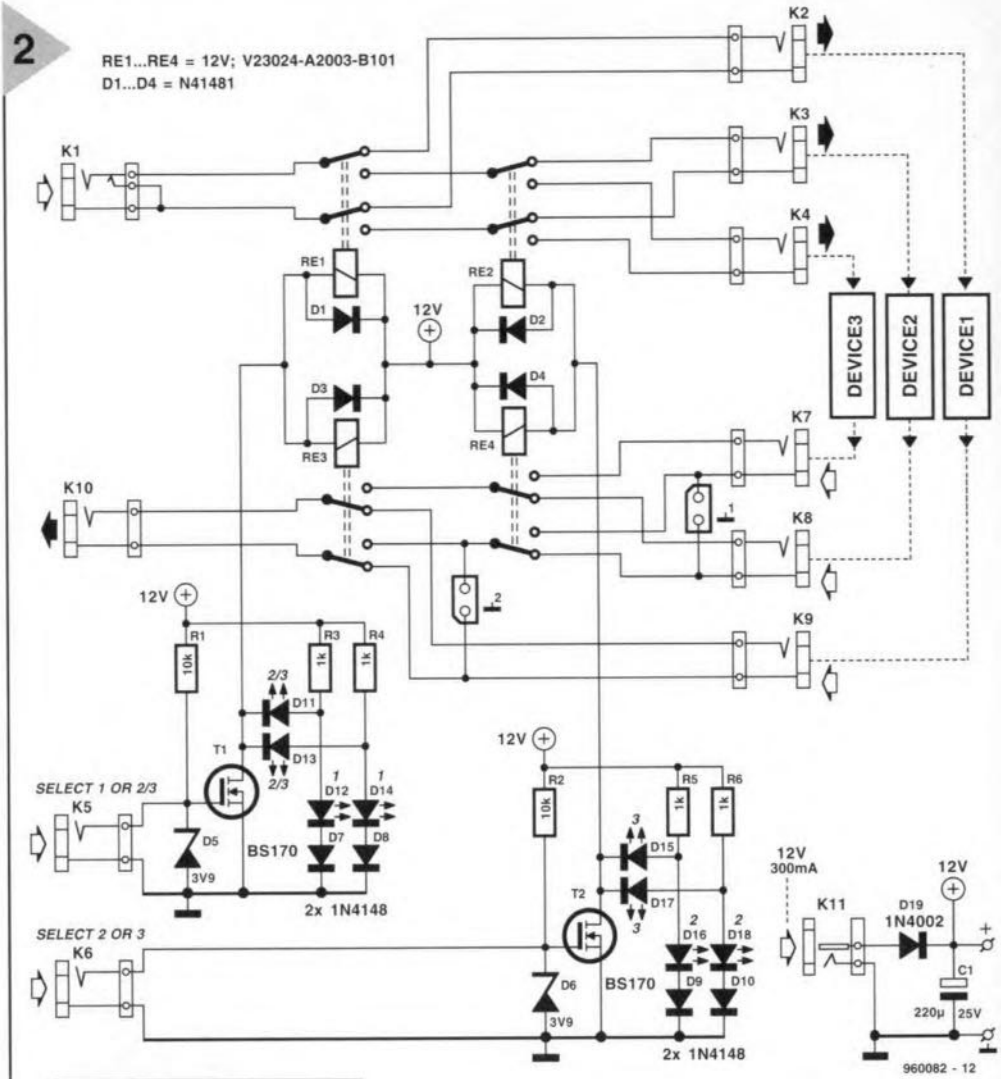 2
RE1...RE4 = 12V; V23024-A2003-B101
D1...D4 = N41481
K2
K3
K1
K4
RE1
RE2
D1
12V
D2
DEVICE3
DEVICE2
DEVICE1
D3
D4
RE3
RE4
K7
K10
1
K8
2
K9
12V
R1
10k
R3
1k
R4
1k
2/3
D11
T1
D13
2/3
12V
SELECT 1 OR 2/3
K5
1
D12
1
D14
R2
10k
R5
1k
R6
1k
D5
3V9
BS170
D7
D8
3
D15
12V
300mA
12V
2x 1N4148
T2
D17
3
K11
D19
1N4002
+
SELECT 2 OR 3
K6
2
D16
2
D18
D6
3V9
BS170
D9
D10
C1
220µ
25V
2x 1N4148
960082 - 12